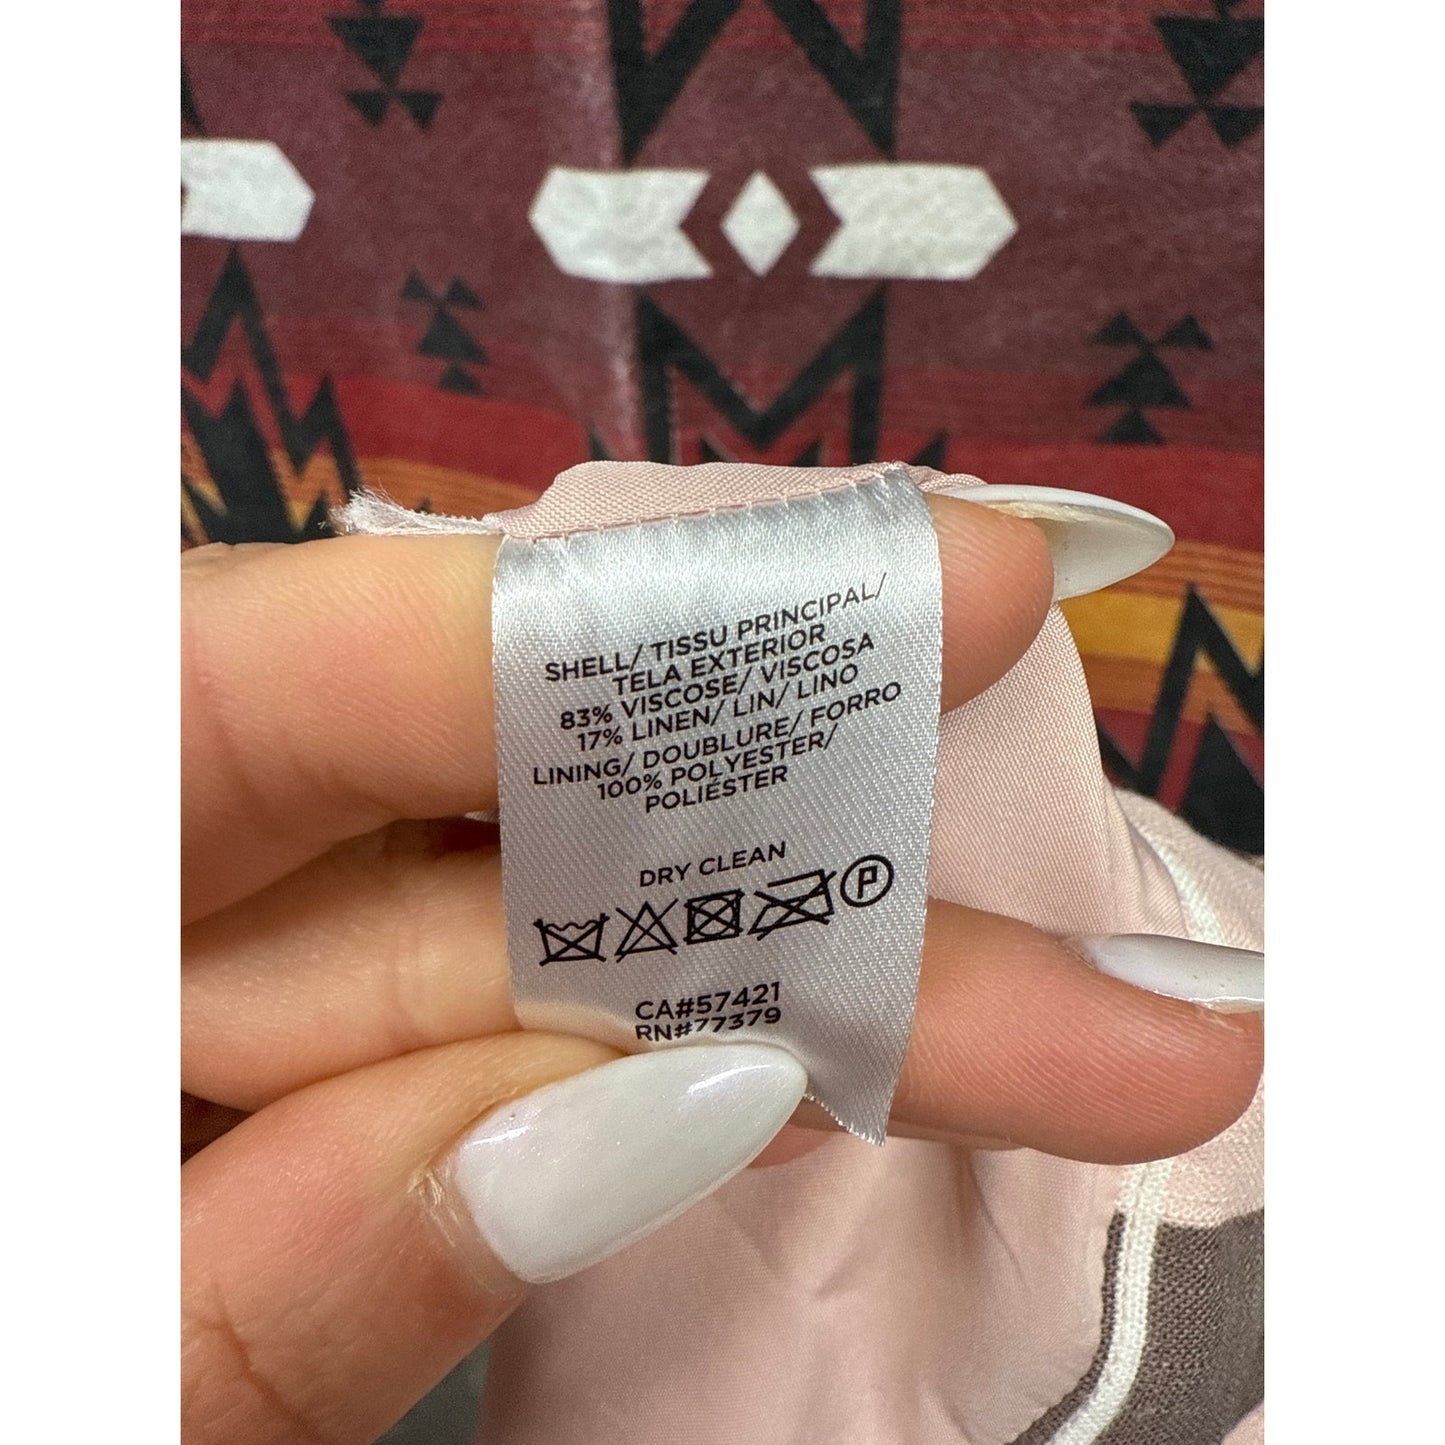 SHELL/ TISSU PRINCIPAL/
TELA EXTERIOR
83% VISCOSE/ VISCOSA
17% LINEN/ LIN/ LINO
LINING/ DOUBLURE/ FORRO
100% POLYESTER/
POLIÉSTER
DRY CLEAN
P
CA#57421
RN#77379